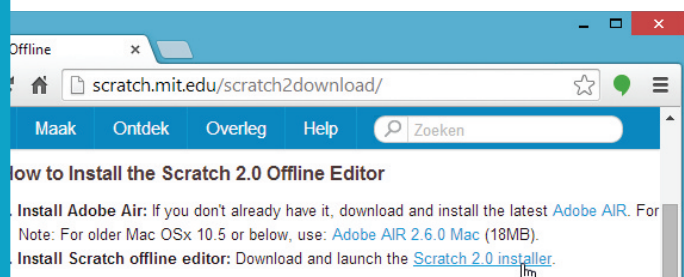 Offline
scratch.mit.edu/scratch2download/
Maak Ontdek Overleg Help Zoeken
How to Install the Scratch 2.0 Offline Editor
. Install Adobe Air: If you don't already have it, download and install the latest Adobe AIR. For
Note: For older Mac OSx 10.5 or below, use: Adobe AIR 2.6.0 Mac (18MB).
. Install Scratch offline editor: Download and launch the Scratch 2.0 installer.